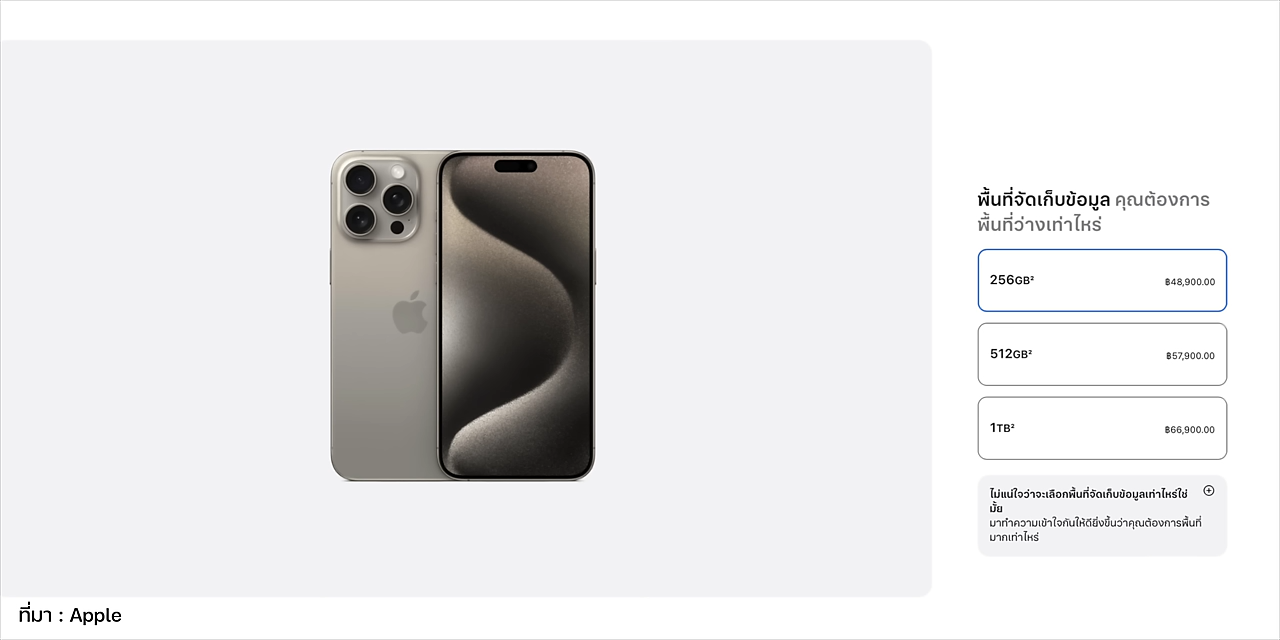 พื้นที่จัดเก็บข้อมูล คุณต้องการ
พื้นที่ว่างเท่าไหร่
256GB²
฿48,900.00
512GB²
฿57,900.00
1TB²
฿66,900.00
ไม่แน่ใจว่าจะเลือกพื้นที่จัดเก็บข้อมูลเท่าไหร่ใช่
มั้ย
มาทำความเข้าใจกันให้ดียิ่งขึ้นว่าคุณต้องการพื้นที่
มากเท่าไหร่
ที่มา : Apple